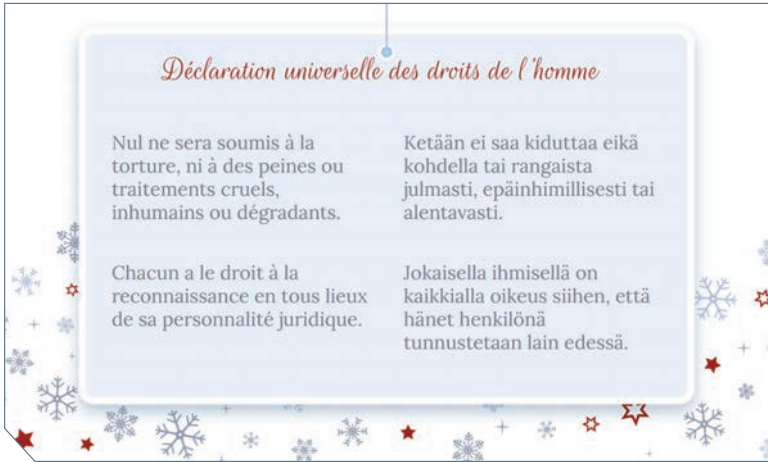 Déclaration universelle des droits de l'homme
Nul ne sera soumis à la
torture, ni à des peines ou
traitements cruels,
inhumains ou dégradants.
Ketään ei saa kiduttaa eikä
kohdella tai rangaista
julmasti, epäinhimillisesti tai
alentavasti.
Chacun a le droit à la
reconnaissance en tous lieux
de sa personnalité juridique.
Jokaisella ihmisellä on
kaikkialla oikeus siihen, että
hänet henkilönä
tunnustetaan lain edessä.